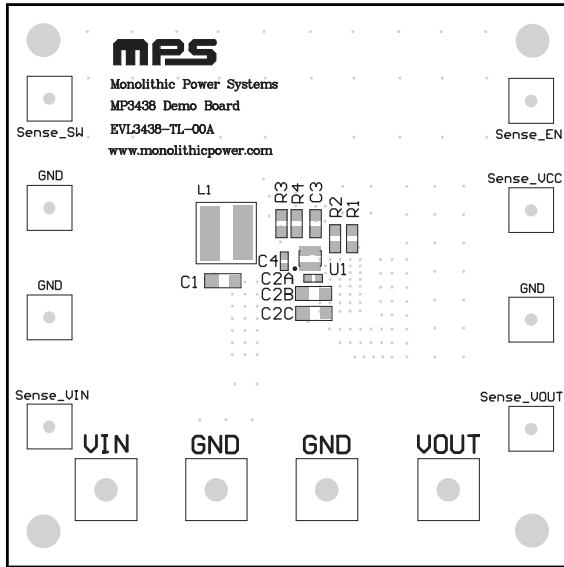 mps
Monolithic Power Systems
MP3438 Demo Board
EVL3438-TL-00A
www.monolithicpower.com
Sense_SW
Sense_EN
GND
L1
R3
R4
C3
R2
R1
Sense_VCC
C4
U1
C1
C2A
C2B
C2C
GND
GND
Sense_VIN
Sense_VOUT
VIN
GND
GND
VOUT